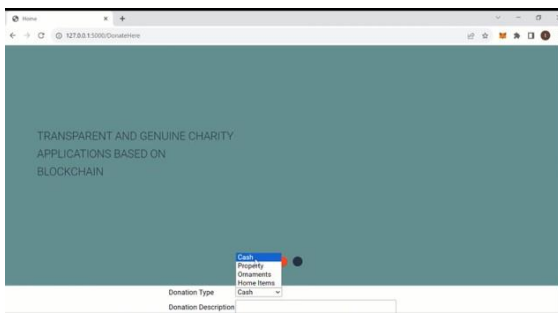 Home
127.0.0.1:5000/DonateHere
TRANSPARENT AND GENUINE CHARITY
APPLICATIONS BASED ON
BLOCKCHAIN
Cash
Property
Ornaments
Home Items
Donation Type Cash
Donation Description